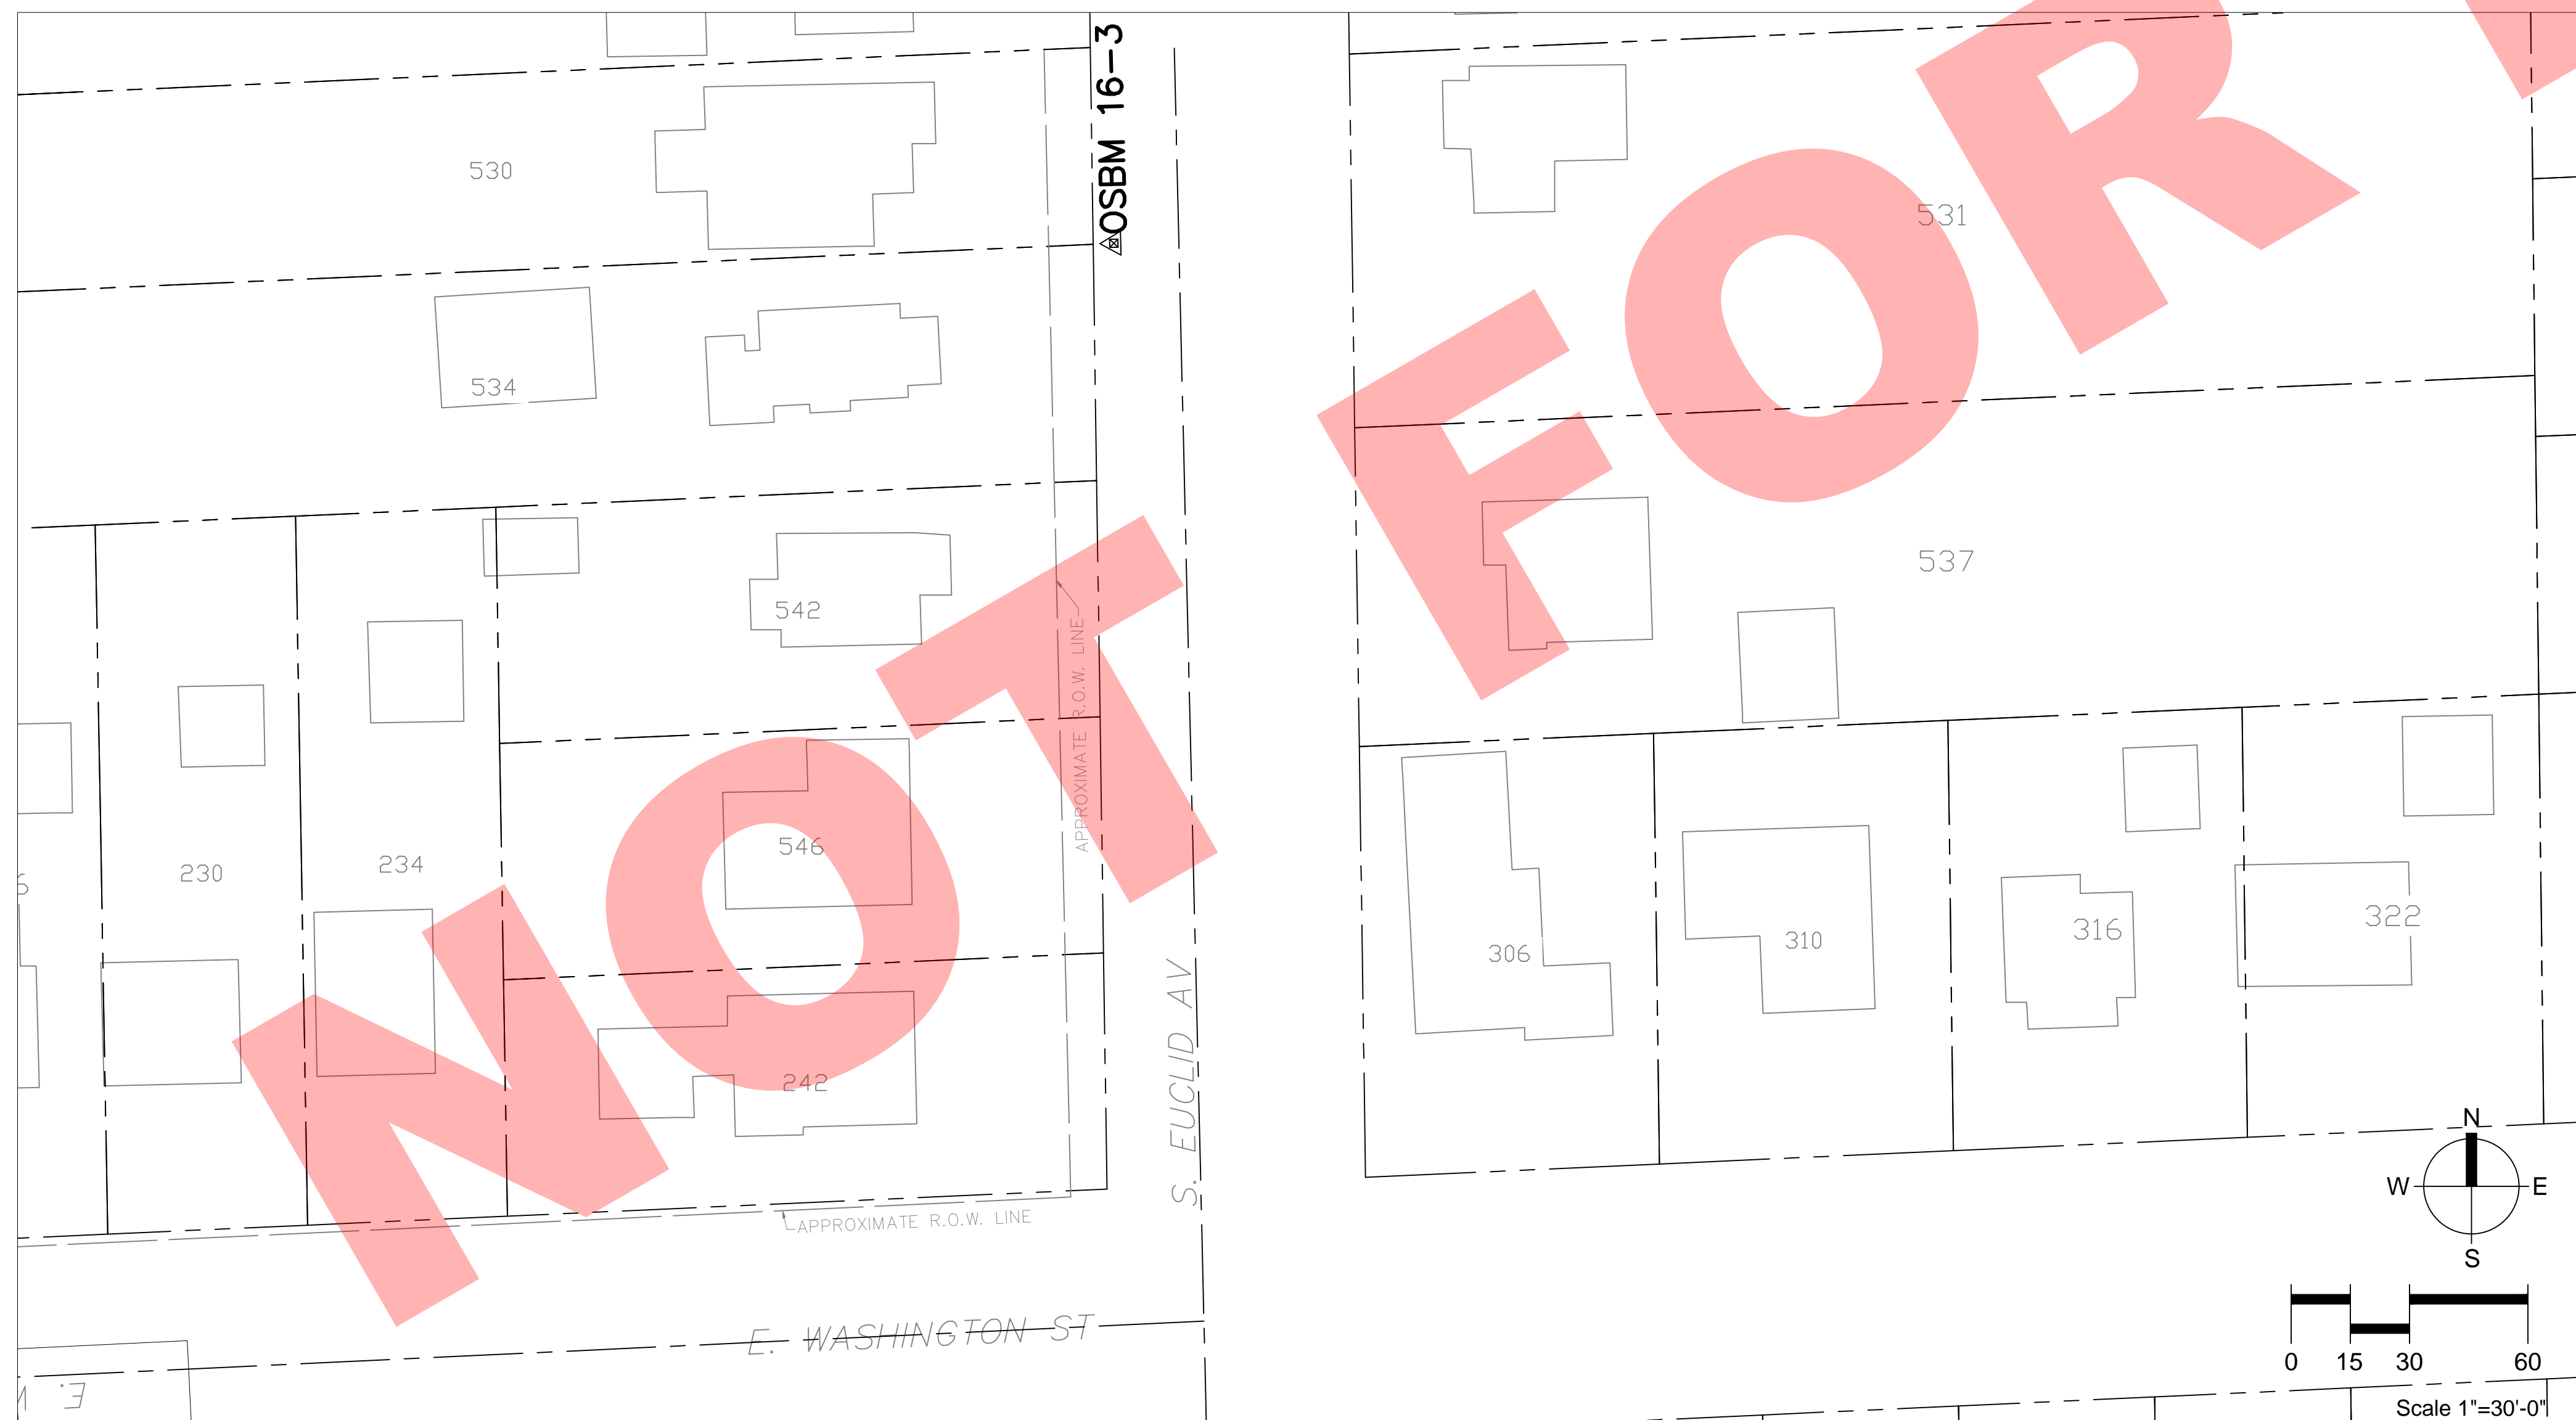 OSBM 16-3
530
531
534
537
542
APPROXIMATE R.O.W. LINE
546
230
234
306
310
316
322
242
S. EUCLID AV
APPROXIMATE R.O.W. LINE
E. WASHINGTON ST
NOT FOR
N
W E
S
0 15 30 60
Scale 1"=30'-0"
E.